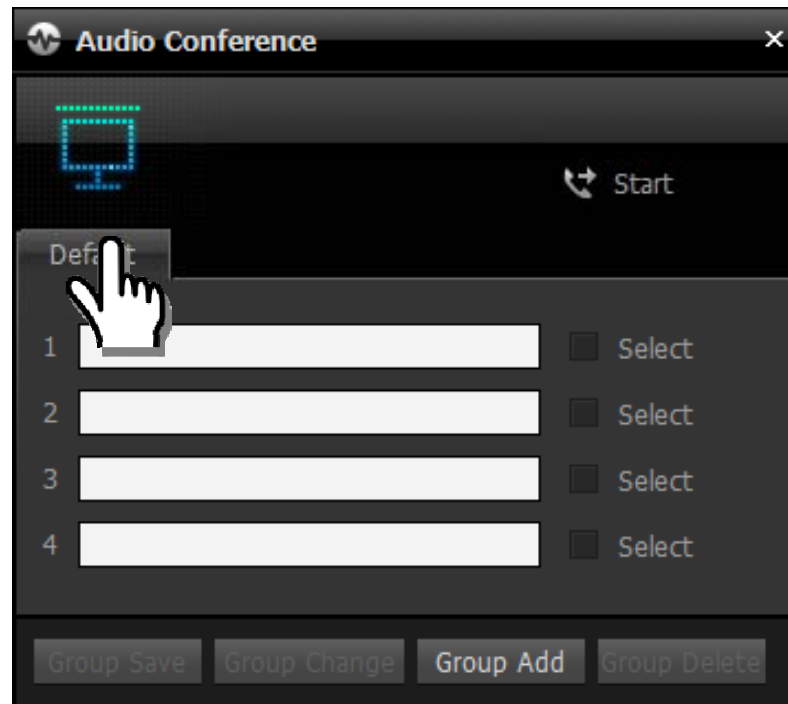 Audio Conference
Start
Default
1 Select
2 Select
3 Select
4 Select
Group Save Group Change Group Add Group Delete